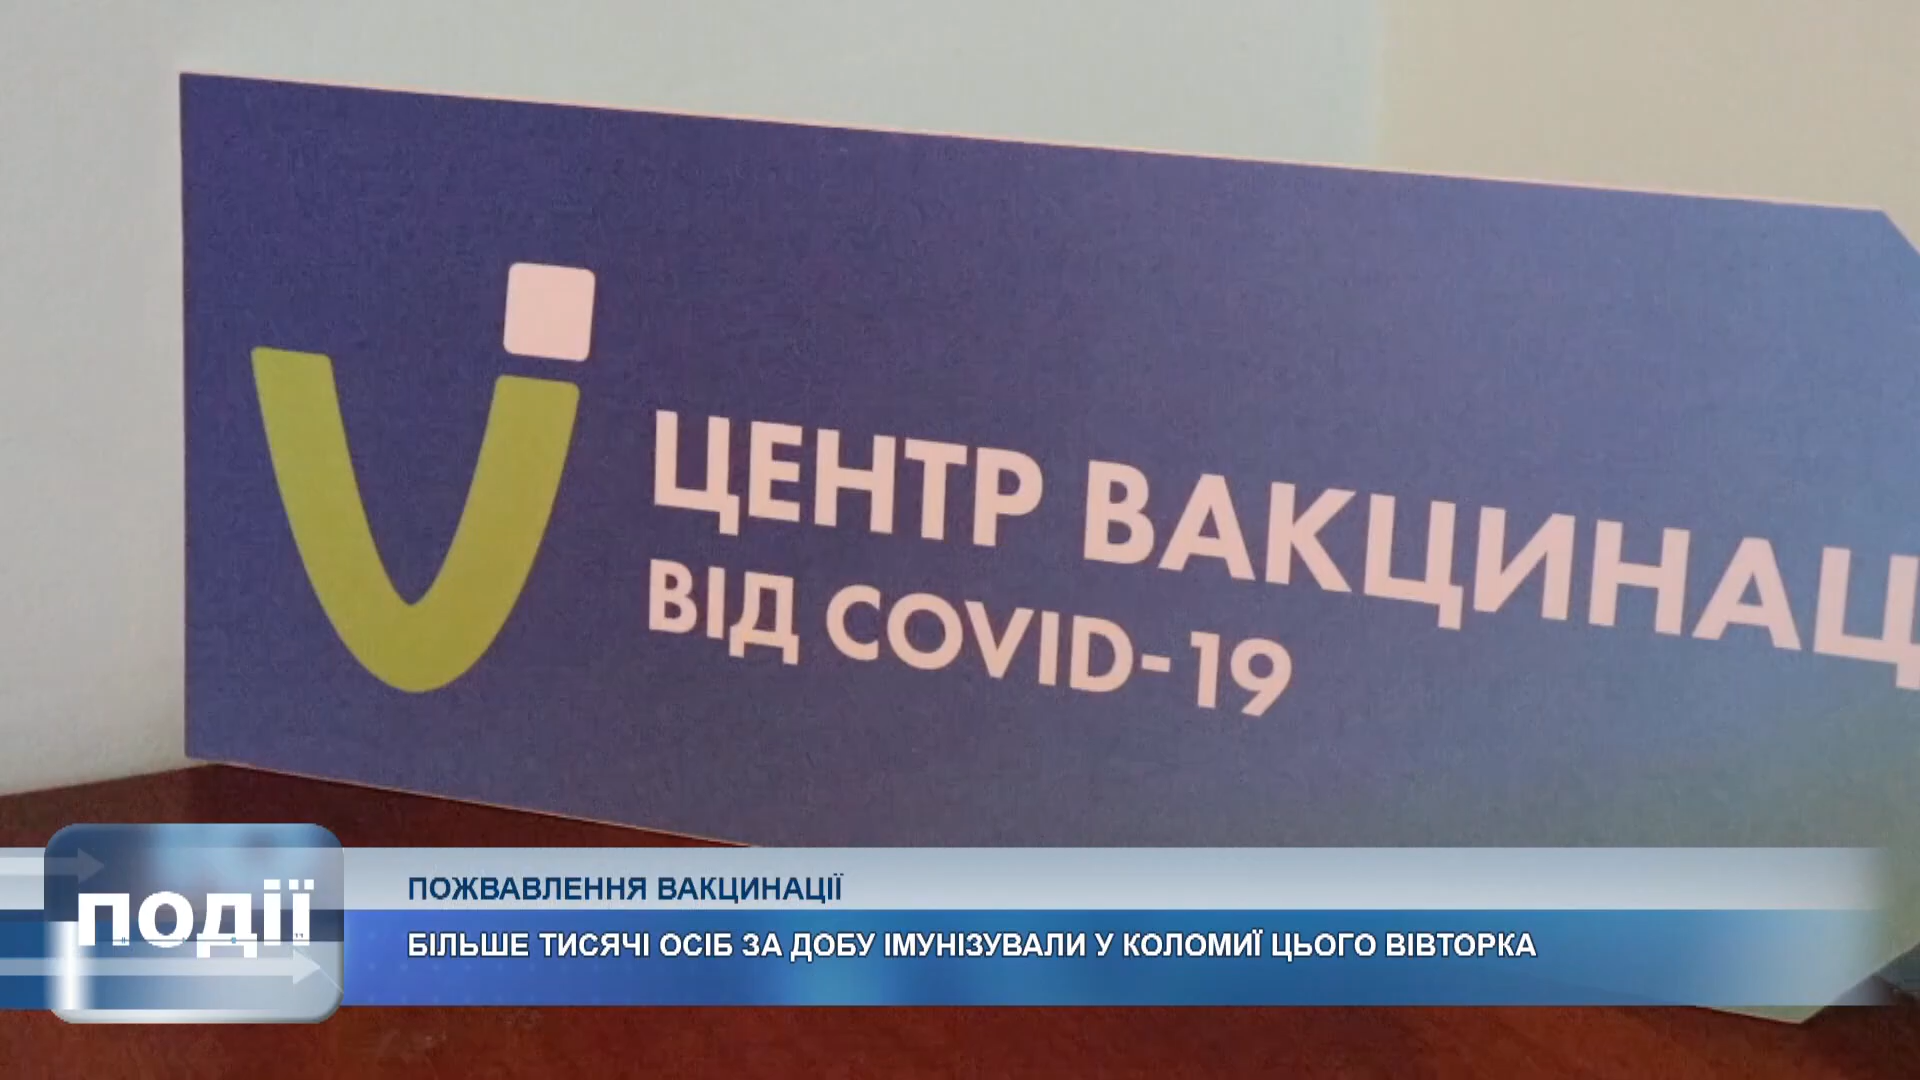 ЦЕНТР ВАКЦИНАЦ
ВІД COVID-19
ПОЖВАВЛЕННЯ ВАКЦИНАЦІЇ
події
БІЛЬШЕ ТИСЯЧІ ОСІБ ЗА ДОБУ ІМУНІЗУВАЛИ У КОЛОМИЇ ЦЬОГО ВІВТОРКА